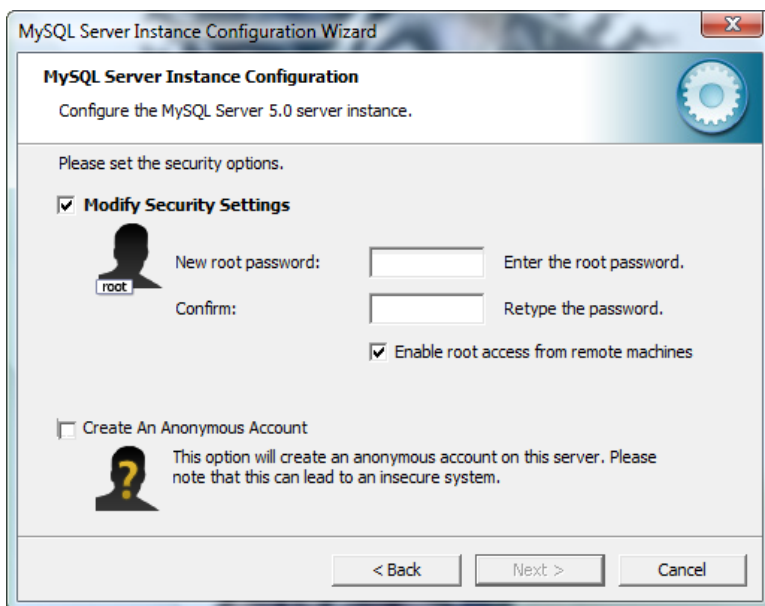 MySQL Server Instance Configuration Wizard
X
MySQL Server Instance Configuration
Configure the MySQL Server 5.0 server instance.
Please set the security options.
Modify Security Settings
root
New root password:
Enter the root password.
Confirm:
Retype the password.
Enable root access from remote machines
Create An Anonymous Account
?
This option will create an anonymous account on this server. Please
note that this can lead to an insecure system.
< Back
Next >
Cancel